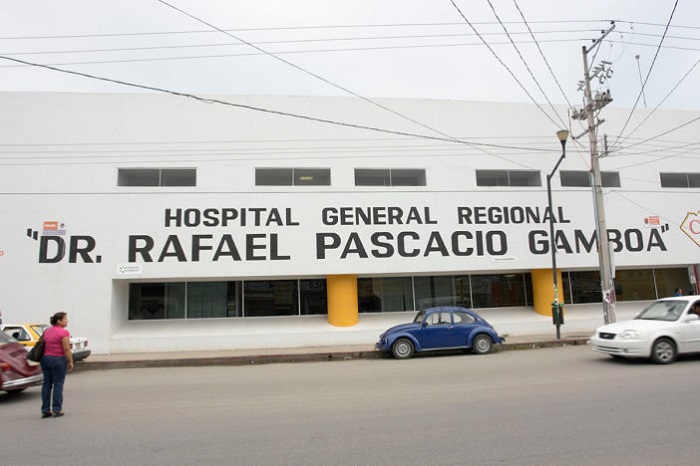 HOSPITAL GENERAL REGIONAL
"DR. RAFAEL PASCACIO GAMBOA"